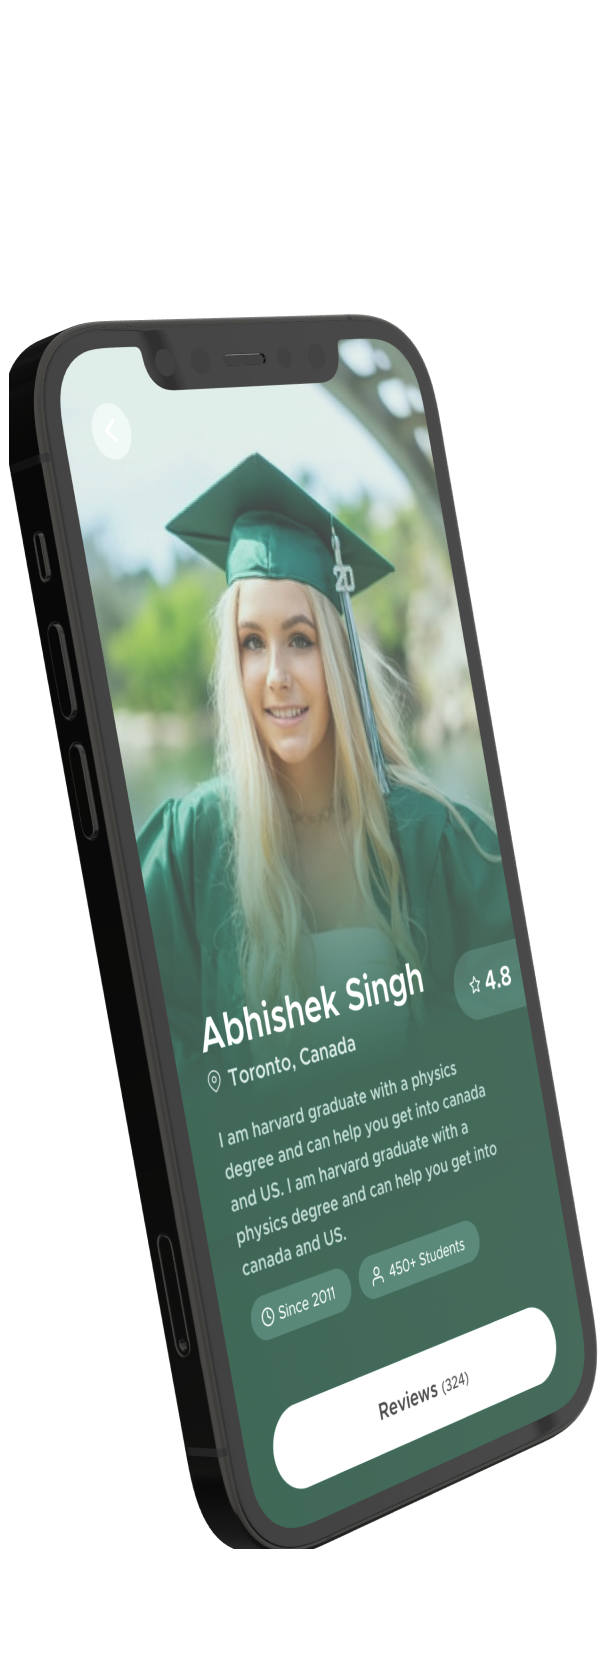 20
Abhishek Singh
4.8
Toronto, Canada
I am harvard graduate with a physics
degree and can help you get into canada
and US. I am harvard graduate with a
physics degree and can help you get into
canada and US.
Since 2011
450+ Students
Reviews (324)